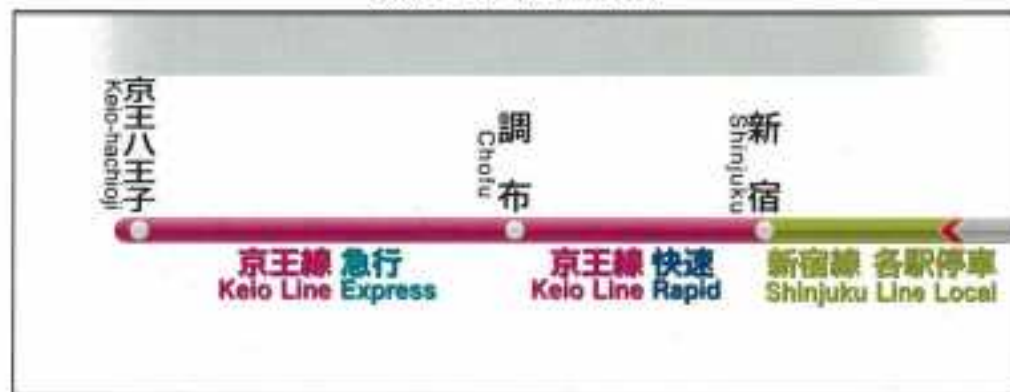 京王八王子
Keio-hachioji
調布
Chofu
新宿
Shinjuku
京王線 急行
Keio Line Express
京王線 快速
Keio Line Rapid
新宿線 各駅停車
Shinjuku Line Local